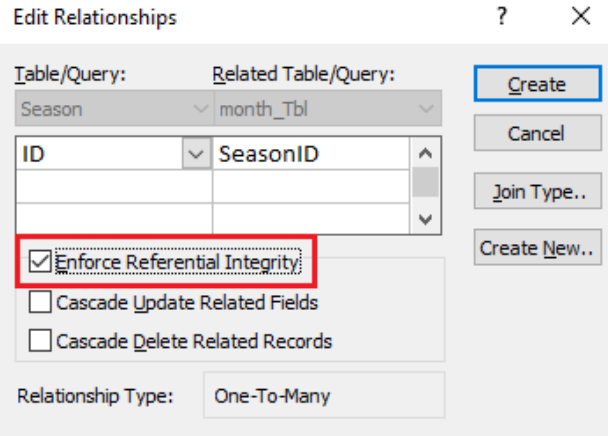 Edit Relationships ? ×
Table/Query: Related Table/Query:
Season month_Tbl
ID SeasonID
Enforce Referential Integrity
Cascade Update Related Fields
Cascade Delete Related Records
Relationship Type: One-To-Many
Create
Cancel
Join Type..
Create New..